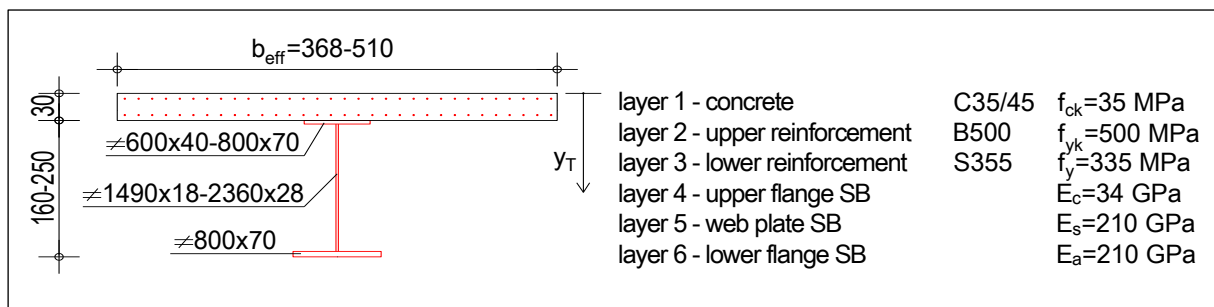 b_eff=368-510
30
160-250
≠600x40-800x70
≠1490x18-2360x28
≠800x70
y_T
layer 1 - concrete C35/45 f_ck=35 MPa
layer 2 - upper reinforcement B500 f_yk=500 MPa
layer 3 - lower reinforcement S355 f_y=335 MPa
layer 4 - upper flange SB E_c=34 GPa
layer 5 - web plate SB E_s=210 GPa
layer 6 - lower flange SB E_a=210 GPa